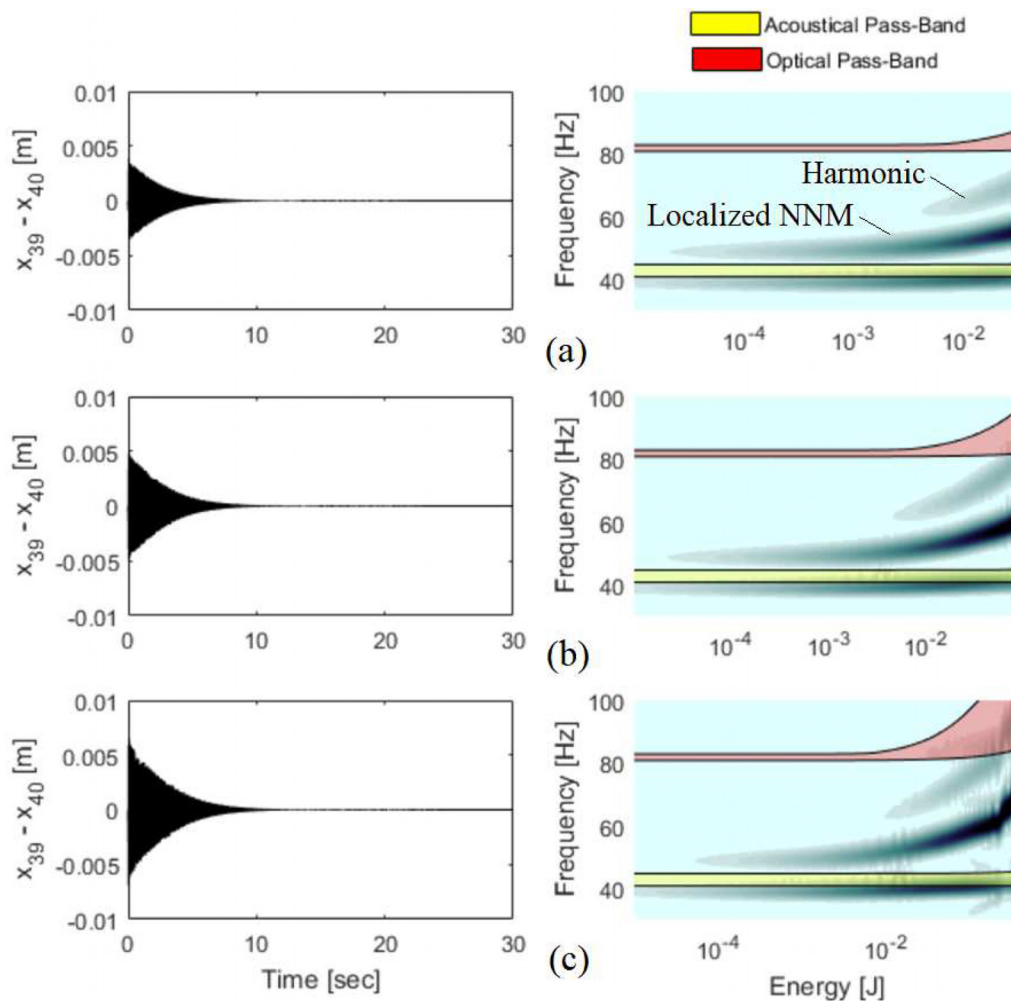 Acoustical Pass-Band
Optical Pass-Band
x39 - x40 [m]
0.01
0.005
0
-0.005
-0.01
0 10 20 30
Frequency [Hz]
100
80
60
40
Harmonic
Localized NNM
10-4 10-3 10-2
(a)
x39 - x40 [m]
0.01
0.005
0
-0.005
-0.01
0 10 20 30
Frequency [Hz]
100
80
60
40
10-4 10-3 10-2
(b)
x39 - x40 [m]
0.01
0.005
0
-0.005
-0.01
0 10 20 30
Time [sec]
Frequency [Hz]
100
80
60
40
10-4 10-2
Energy [J]
(c)